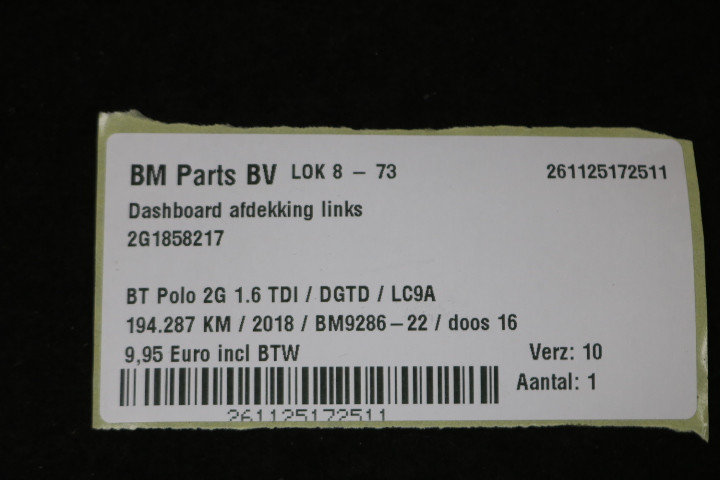 BM Parts BV LOK 8 – 73 261125172511
Dashboard afdekking links
2G1858217
BT Polo 2G 1.6 TDI / DGTD / LC9A
194.287 KM / 2018 / BM9286–22 / doos 16
9,95 Euro incl BTW Verz: 10
Aantal: 1
261125172511